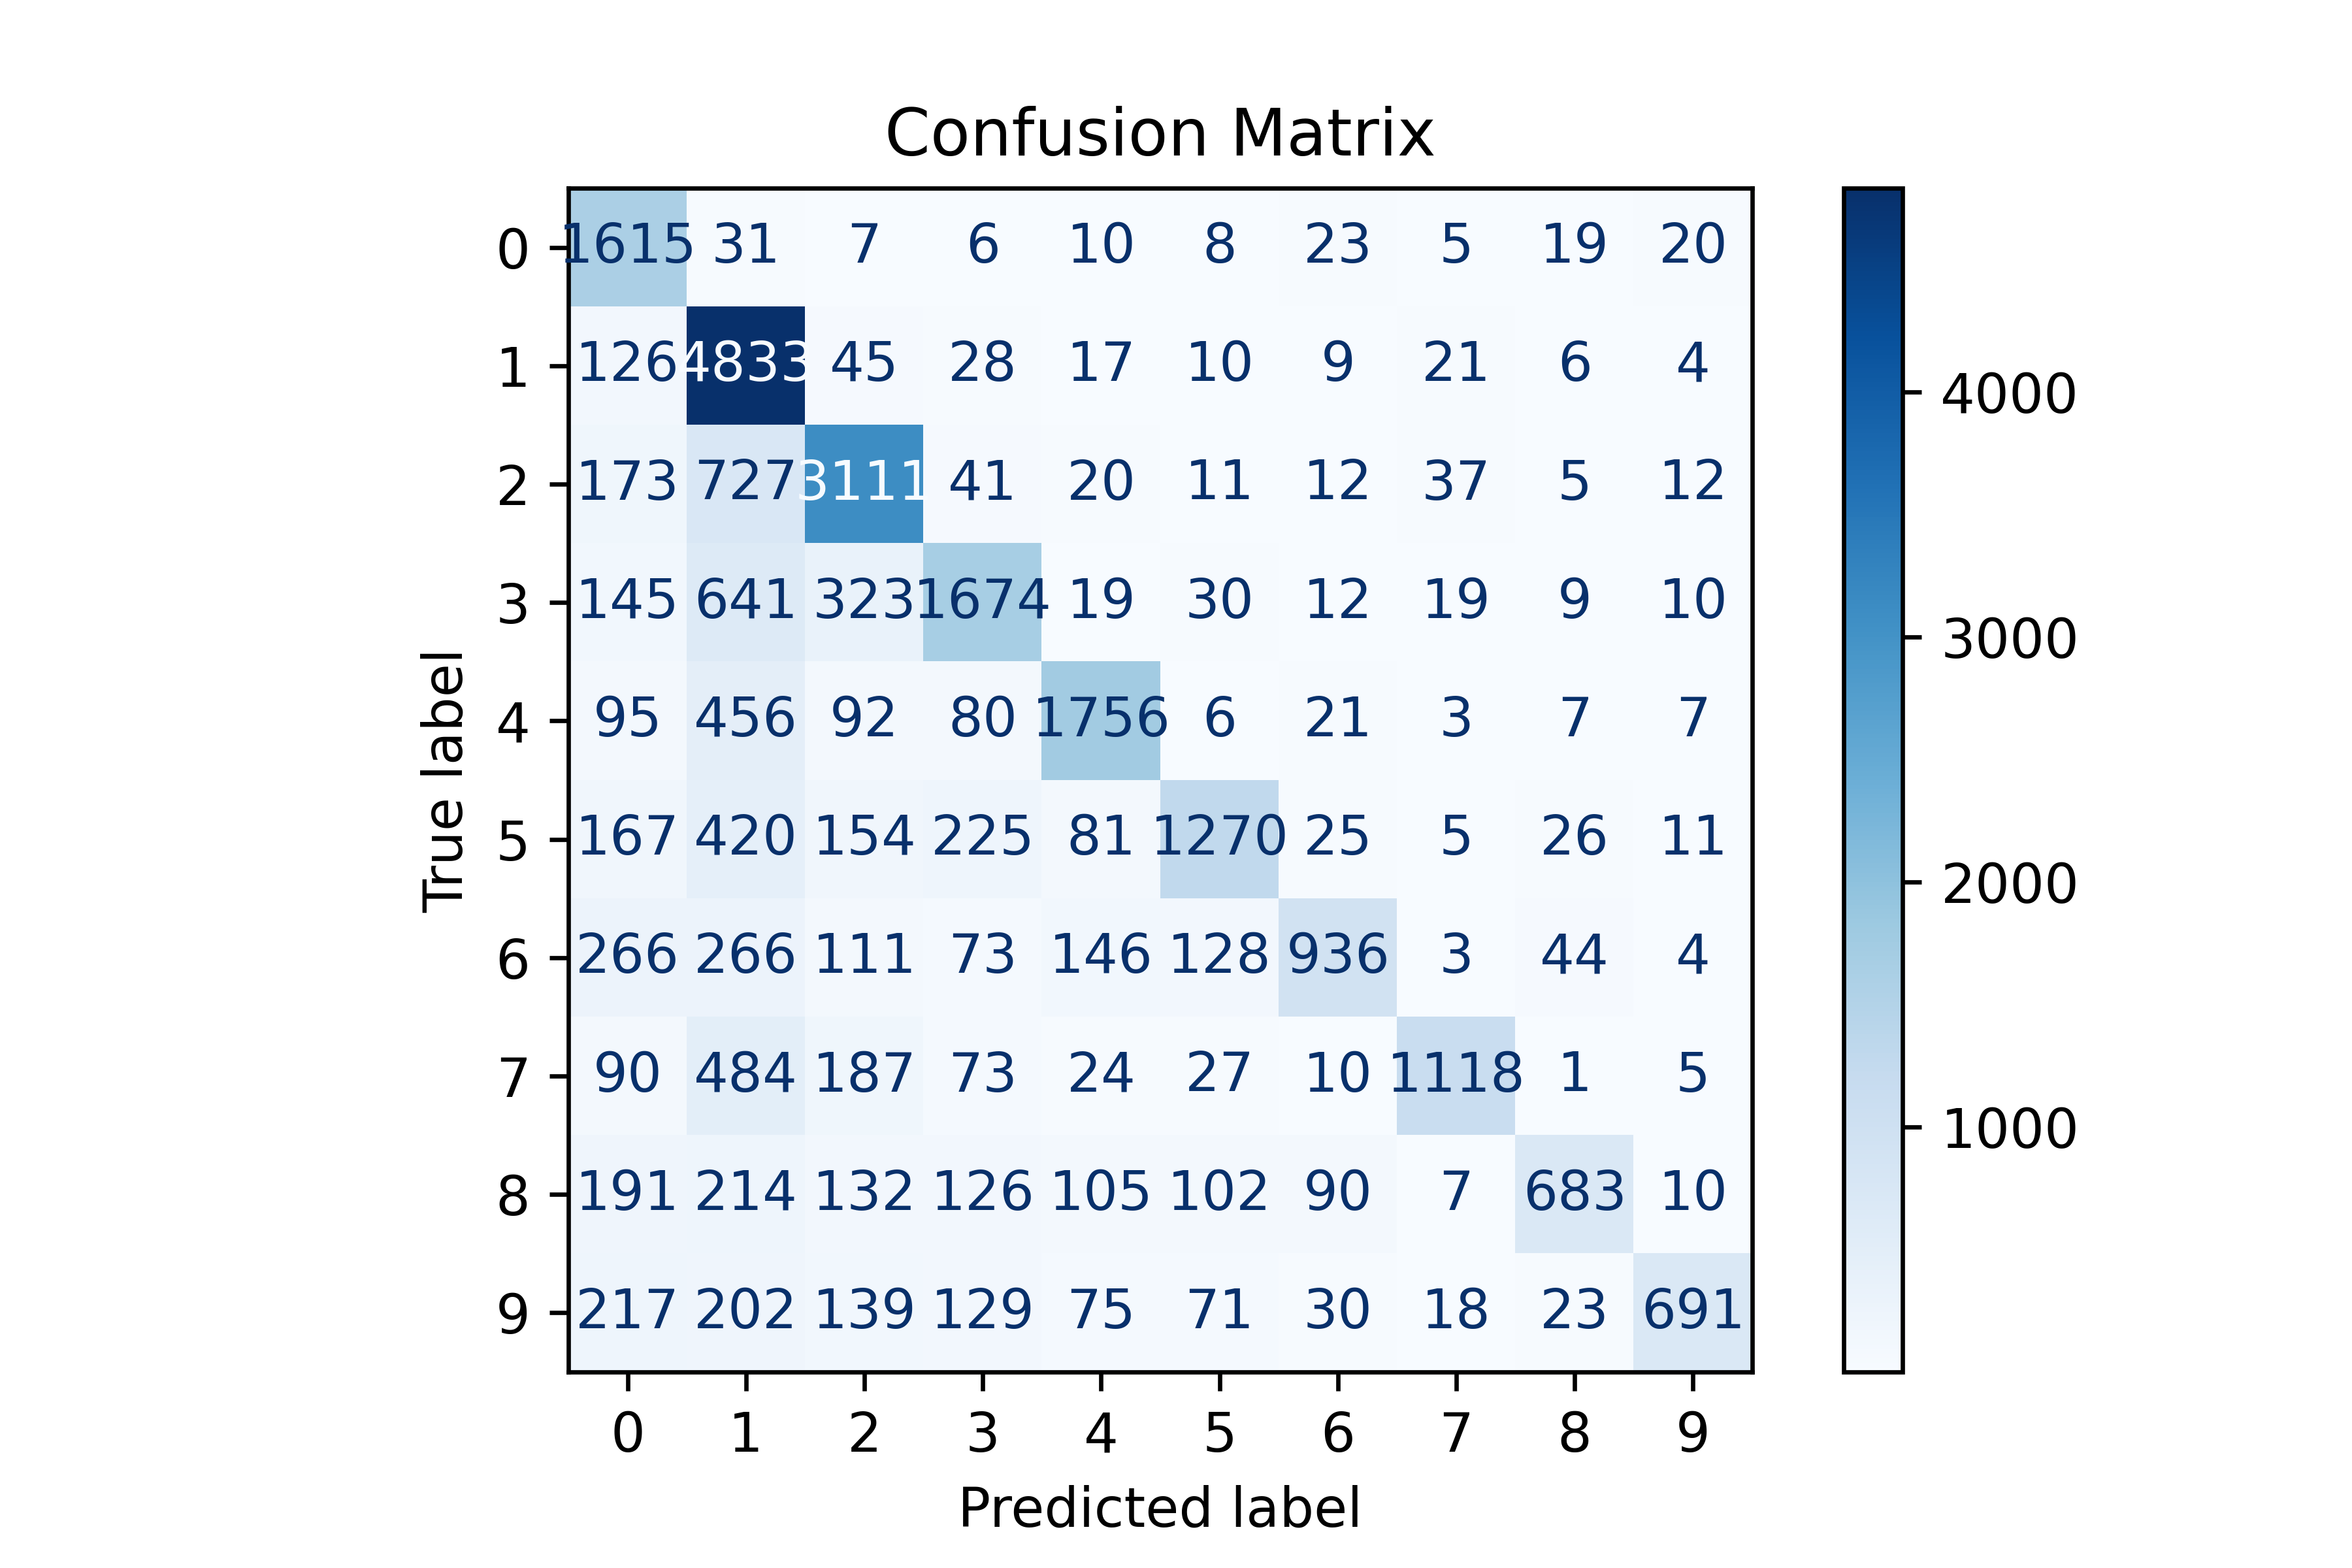 Confusion Matrix
0 1615 31 7 6 10 8 23 5 19 20
1 126 4833 45 28 17 10 9 21 6 4
2 173 727 3111 41 20 11 12 37 5 12
3 145 641 323 1674 19 30 12 19 9 10
4 95 456 92 80 1756 6 21 3 7 7
5 167 420 154 225 81 1270 25 5 26 11
6 266 266 111 73 146 128 936 3 44 4
7 90 484 187 73 24 27 10 1118 1 5
8 191 214 132 126 105 102 90 7 683 10
9 217 202 139 129 75 71 30 18 23 691
0 1 2 3 4 5 6 7 8 9
Predicted label
True label
4000
3000
2000
1000